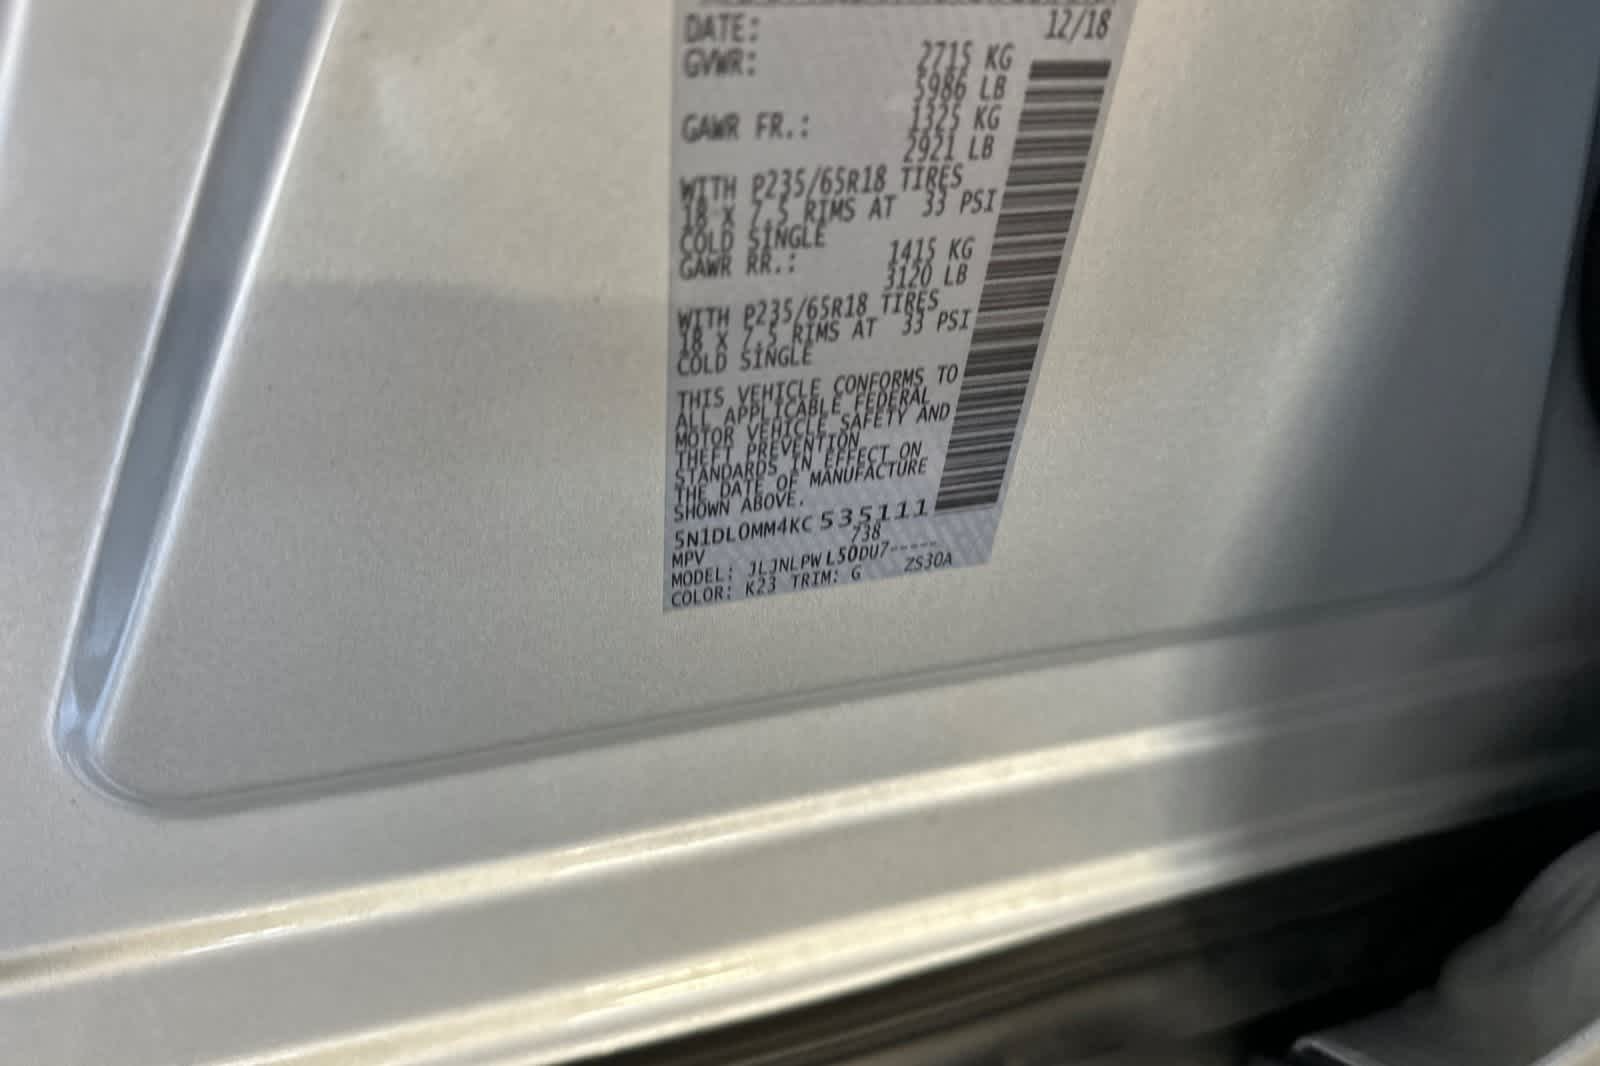 DATE: 12/18
GVWR: 2715 KG
5986 LB
GAWR FR.: 1325 KG
2921 LB
WITH P235/65R18 TIRES
18 X 7.5 RIMS AT 33 PSI
COLD SINGLE
GAWR RR.: 1415 KG
3120 LB
WITH P235/65R18 TIRES
18 X 7.5 RIMS AT 33 PSI
COLD SINGLE
THIS VEHICLE CONFORMS TO
ALL APPLICABLE FEDERAL
MOTOR VEHICLE SAFETY AND
THEFT PREVENTION
STANDARDS IN EFFECT ON
THE DATE OF MANUFACTURE
SHOWN ABOVE.
5N1DL0MM4KC535111
MPV 738
MODEL: JLJNLPWL50DU7-----
COLOR: K23 TRIM: G ZS30A